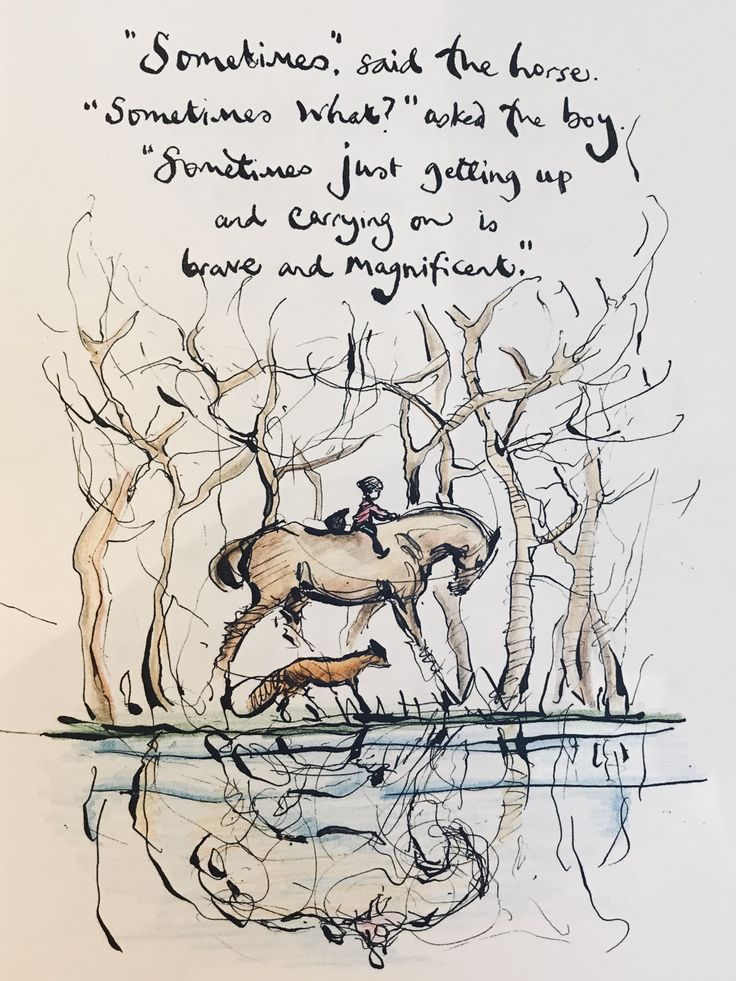 "Sometimes," said the horse.
"Sometimes what?" asked the boy.
"Sometimes just getting up
and carrying on is
brave and magnificent."